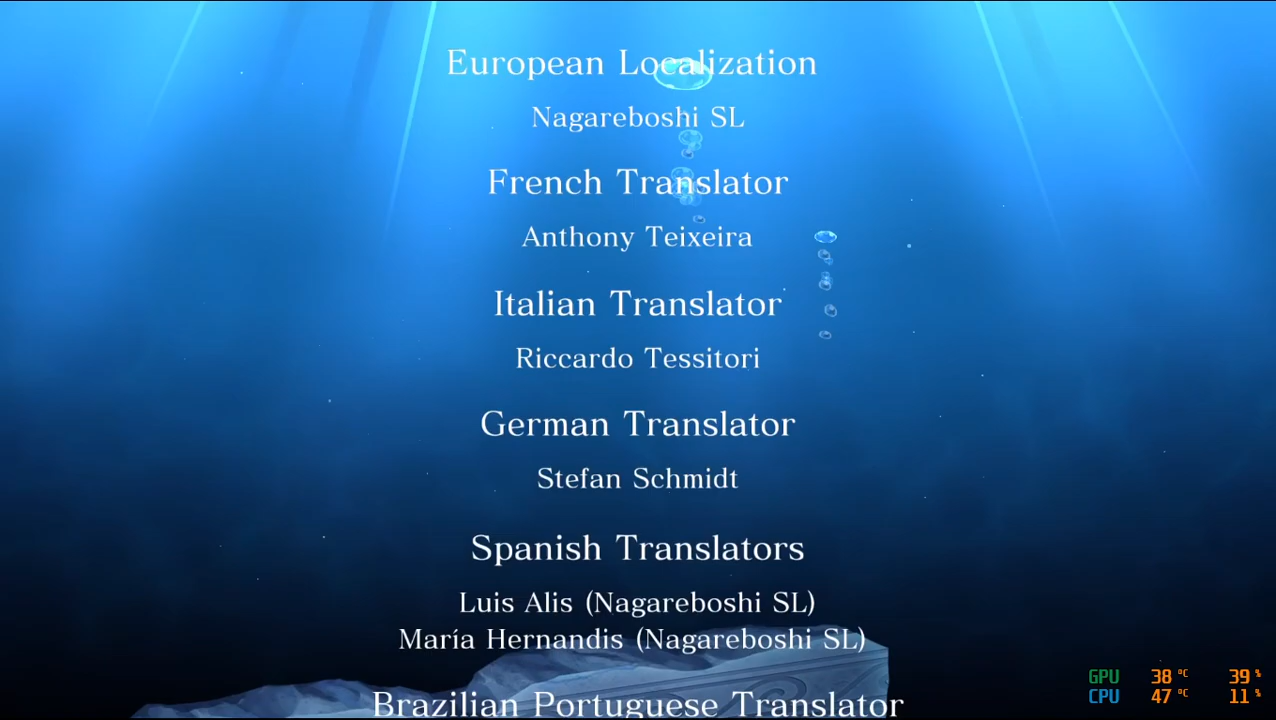 European Localization
Nagareboshi SL
French Translator
Anthony Teixeira
Italian Translator
Riccardo Tessitori
German Translator
Stefan Schmidt
Spanish Translators
Luis Alis (Nagareboshi SL)
María Hernandis (Nagareboshi SL)
Brazilian Portuguese Translator
GPU 38 °C 39 %
CPU 47 °C 11 %